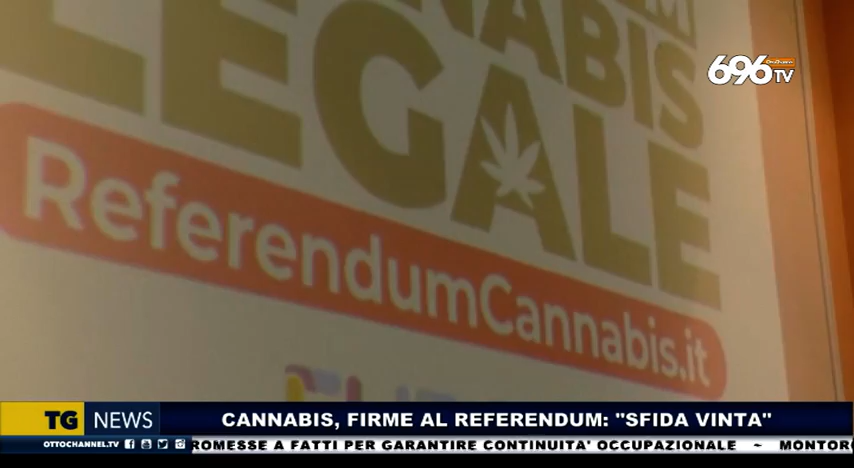 M
NABIS
LEGALE
ReferendumCannabis.it
696
TV
TG NEWS
CANNABIS, FIRME AL REFERENDUM: "SFIDA VINTA"
OTTOCHANNEL.TV
ROMESSE A FATTI PER GARANTIRE CONTINUITA' OCCUPAZIONALE ~ MONTOR